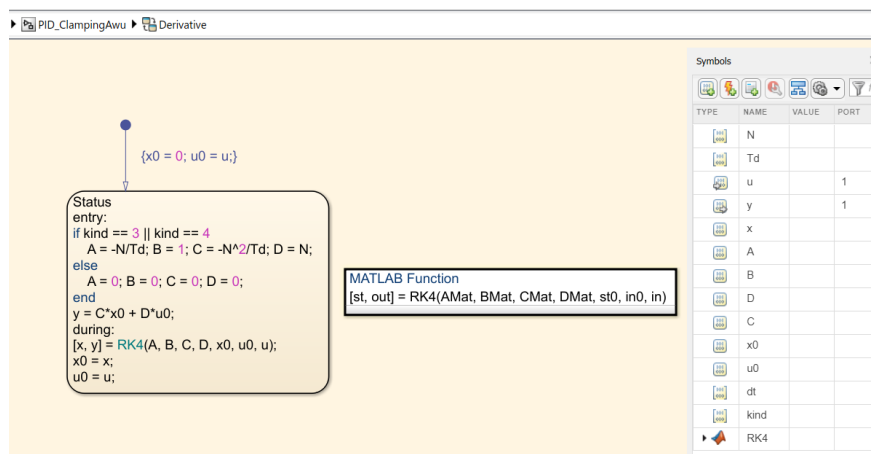 PID_ClampingAwu Derivative
{x0 = 0; u0 = u;}
Status
entry:
if kind == 3 || kind == 4
A = -N/Td; B = 1; C = -N^2/Td; D = N;
else
A = 0; B = 0; C = 0; D = 0;
end
y = C*x0 + D*u0;
during:
[x, y] = RK4(A, B, C, D, x0, u0, u);
x0 = x;
u0 = u;
MATLAB Function
[st, out] = RK4(AMat, BMat, CMat, DMat, st0, in0, in)
Symbols
TYPE NAME VALUE PORT
N
Td
u 1
y 1
x
A
B
D
C
x0
u0
dt
kind
RK4